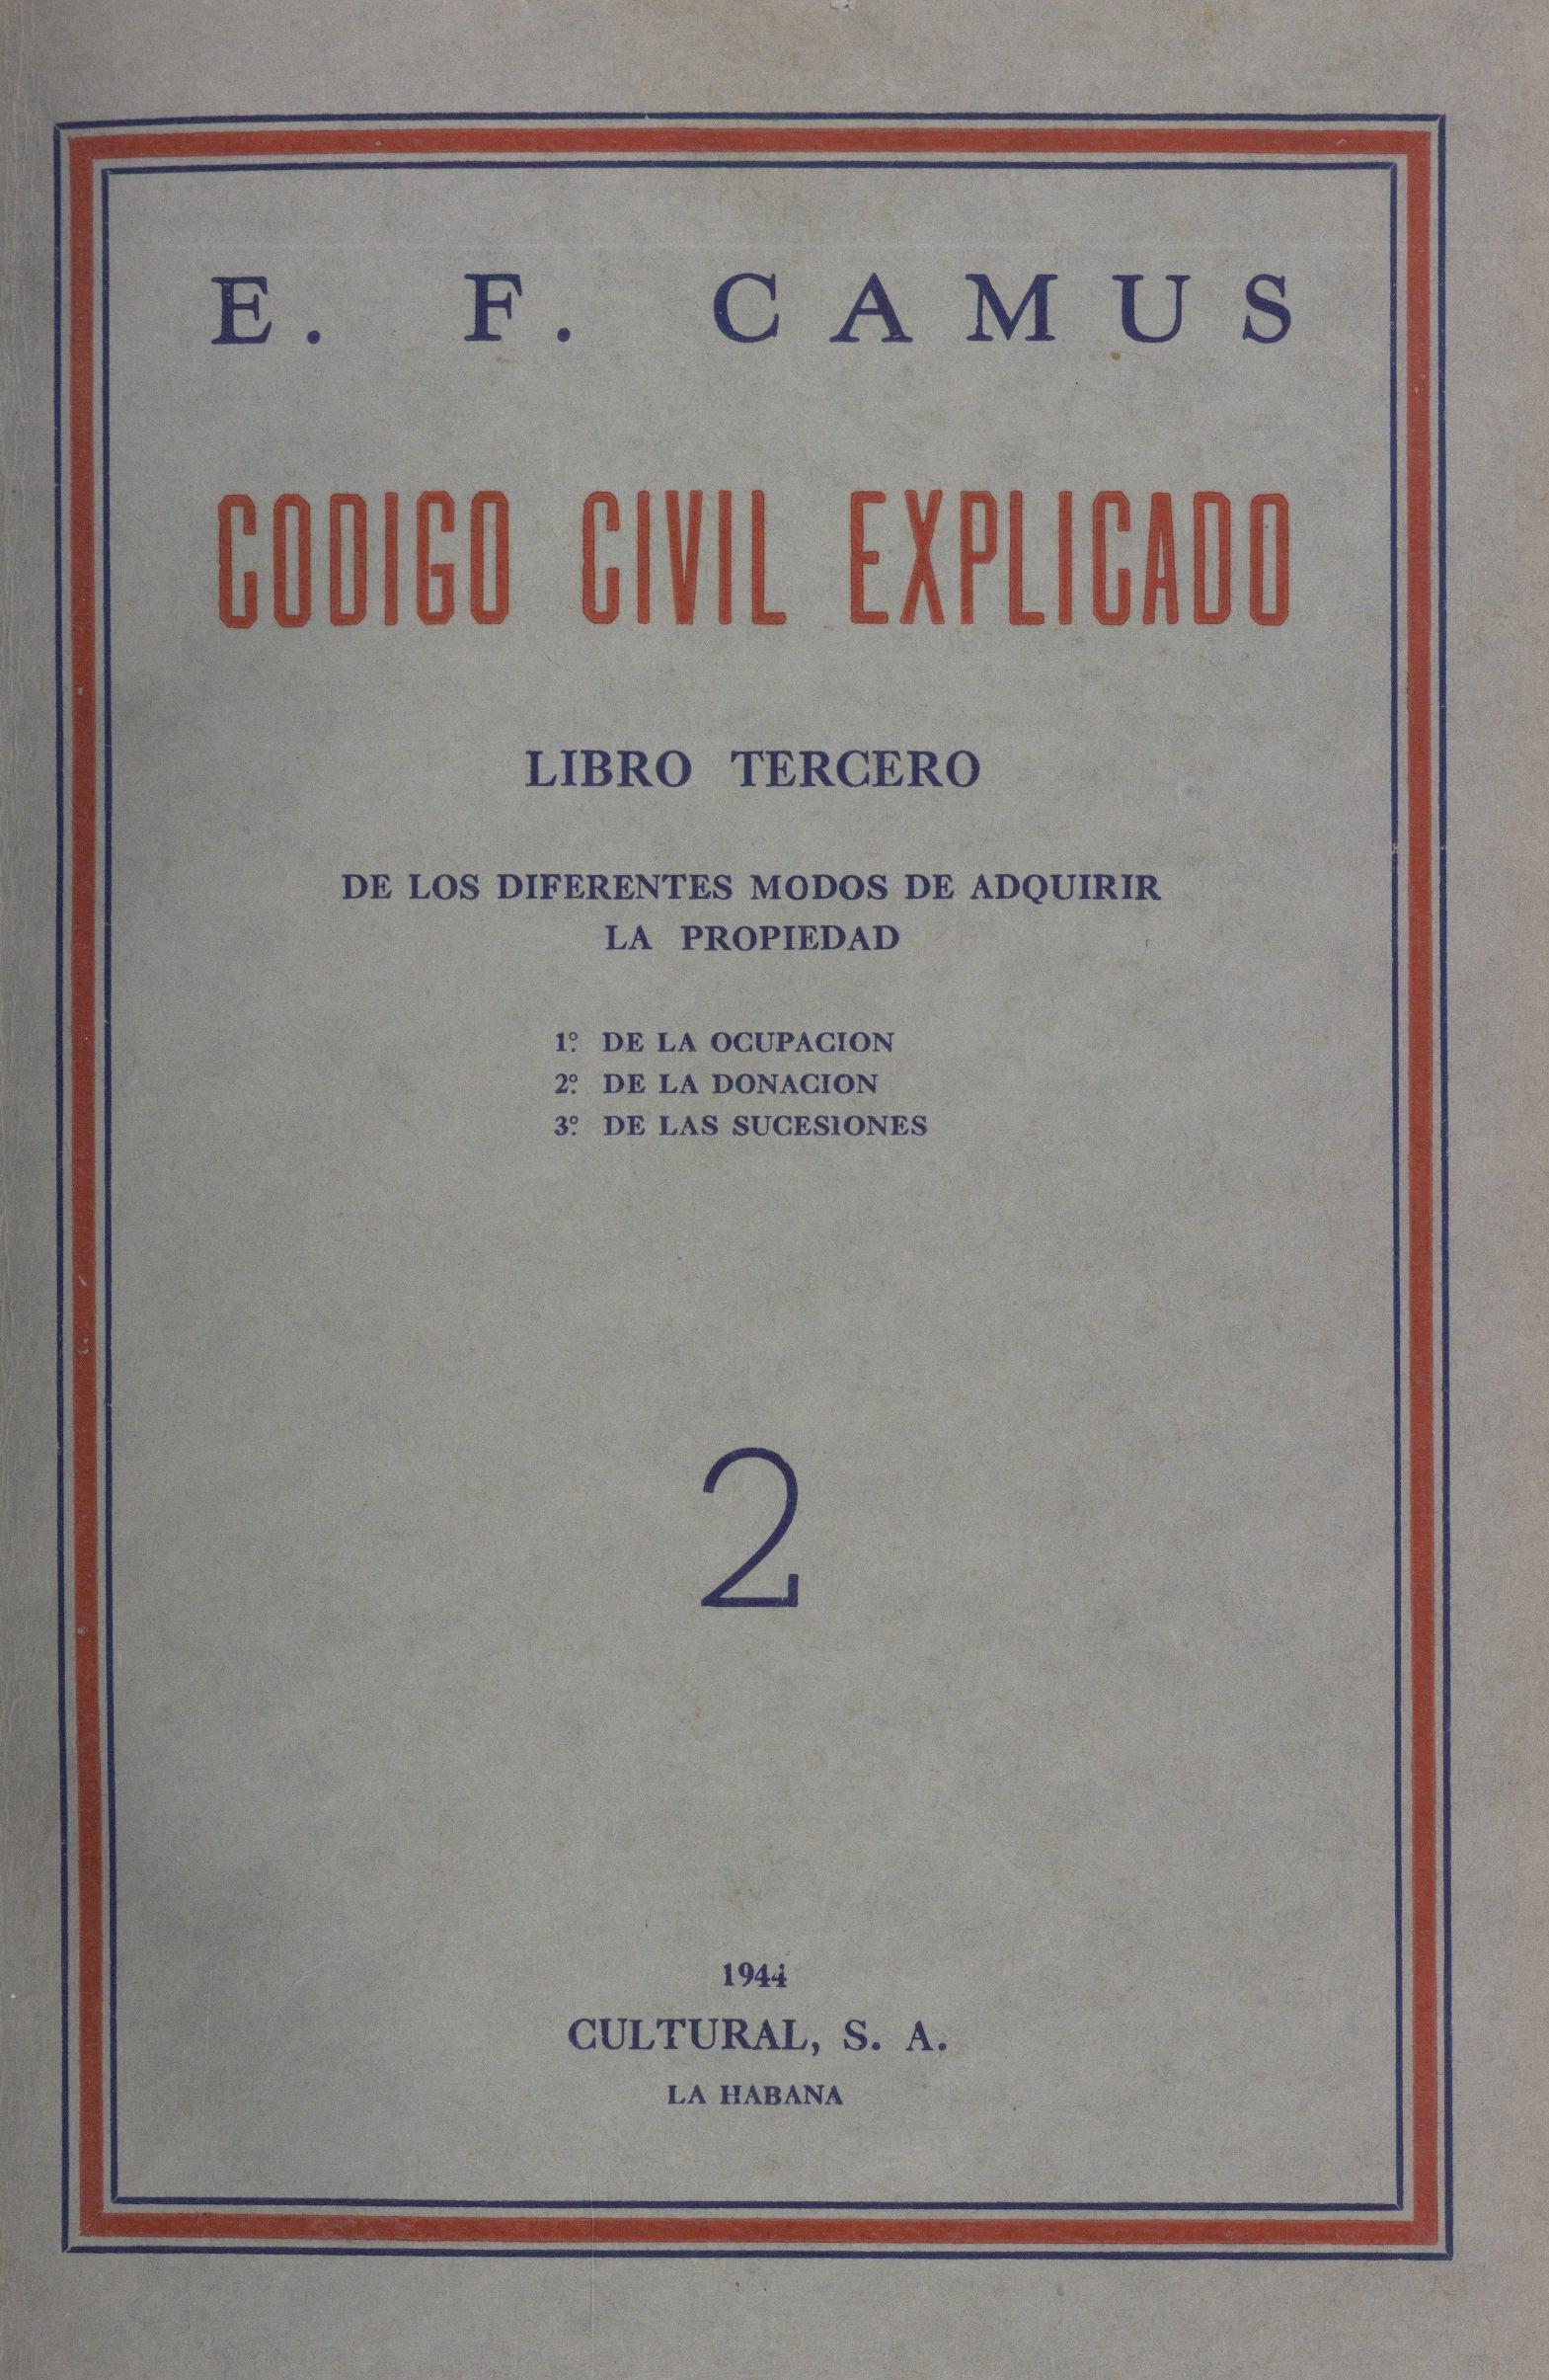 E. F. CAMUS
CODIGO CIVIL EXPLICADO
LIBRO TERCERO
DE LOS DIFERENTES MODOS DE ADQUIRIR
LA PROPIEDAD
1º DE LA OCUPACION
2º DE LA DONACION
3º DE LAS SUCESIONES
2
1944
CULTURAL, S. A.
LA HABANA